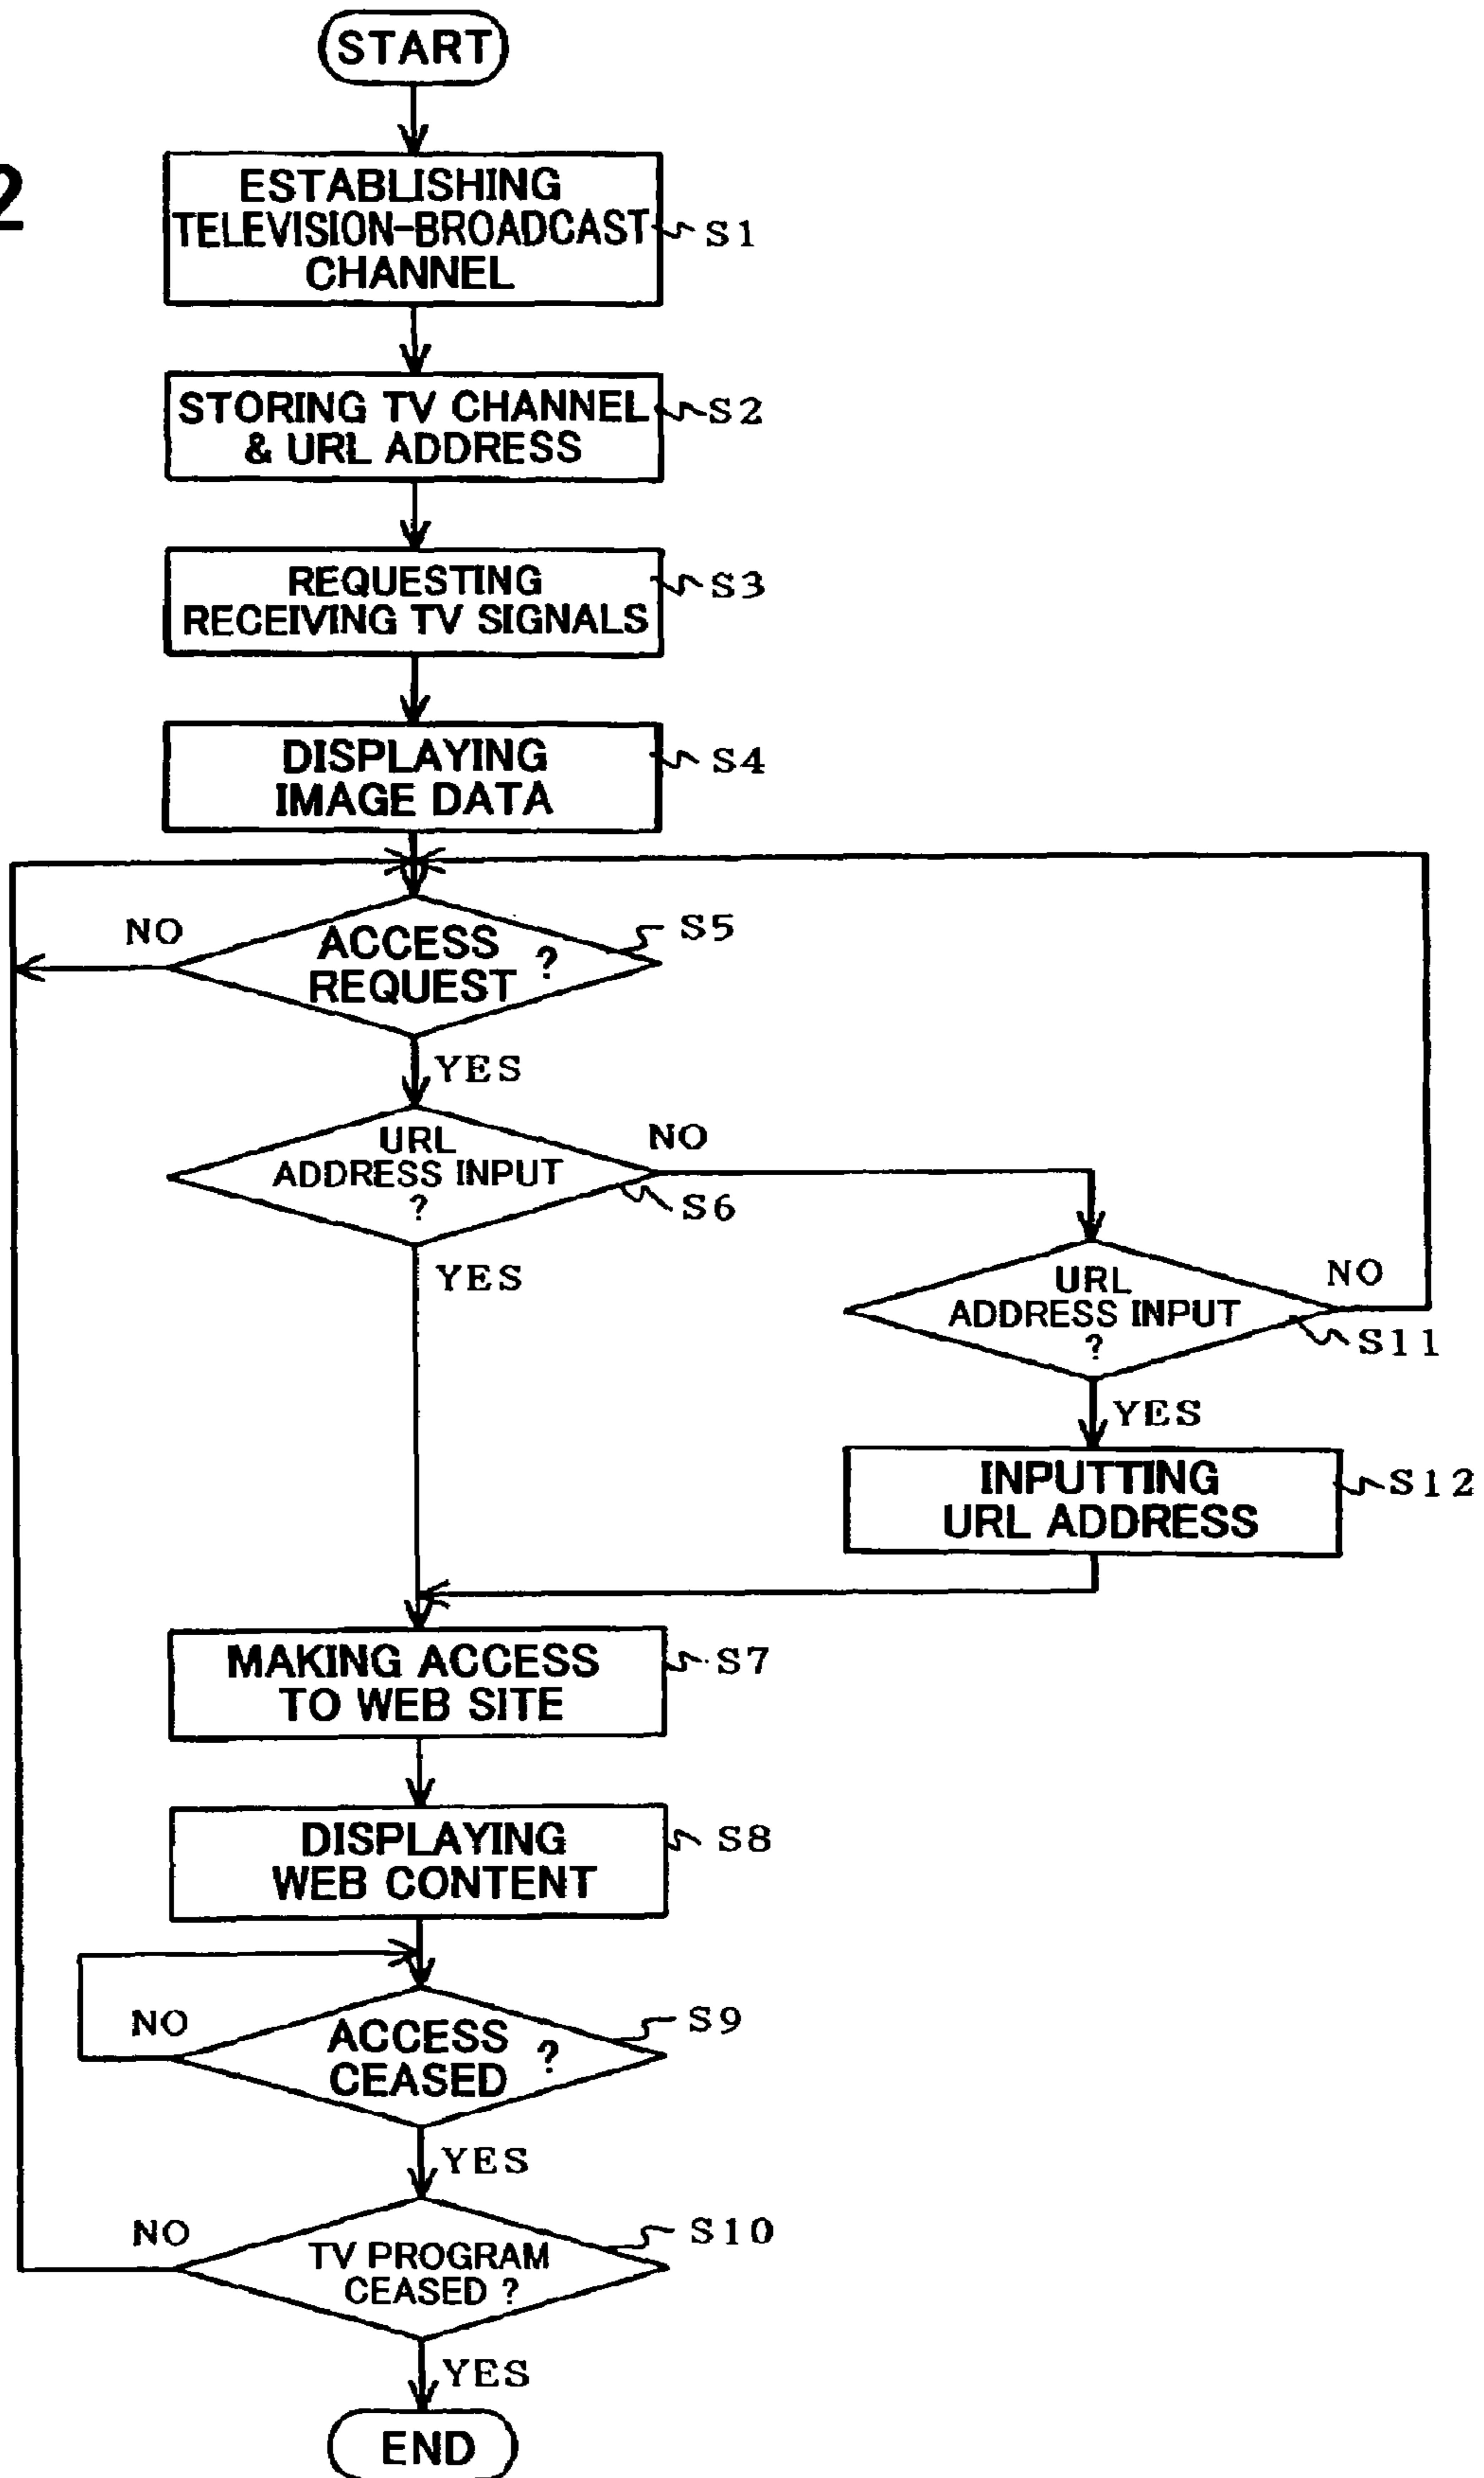 START
2
ESTABLISHING
TELEVISION-BROADCAST
CHANNEL
S1
STORING TV CHANNEL
& URL ADDRESS
S2
REQUESTING
RECEIVING TV SIGNALS
S3
DISPLAYING
IMAGE DATA
S4
NO
ACCESS
REQUEST ?
S5
YES
URL
ADDRESS INPUT
?
NO
S6
YES
URL
ADDRESS INPUT
?
NO
S11
YES
INPUTTING
URL ADDRESS
S12
MAKING ACCESS
TO WEB SITE
S7
DISPLAYING
WEB CONTENT
S8
NO
ACCESS
CEASED ?
S9
YES
NO
TV PROGRAM
CEASED ?
S10
YES
END